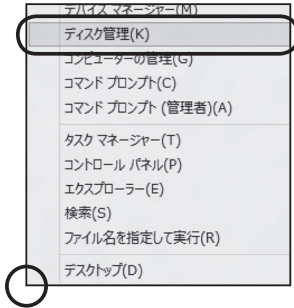 デバイス マネージャー(M)
ディスク管理(K)
コンピューターの管理(G)
コマンド プロンプト(C)
コマンド プロンプト (管理者)(A)
タスク マネージャー(T)
コントロール パネル(P)
エクスプローラー(E)
検索(S)
ファイル名を指定して実行(R)
デスクトップ(D)